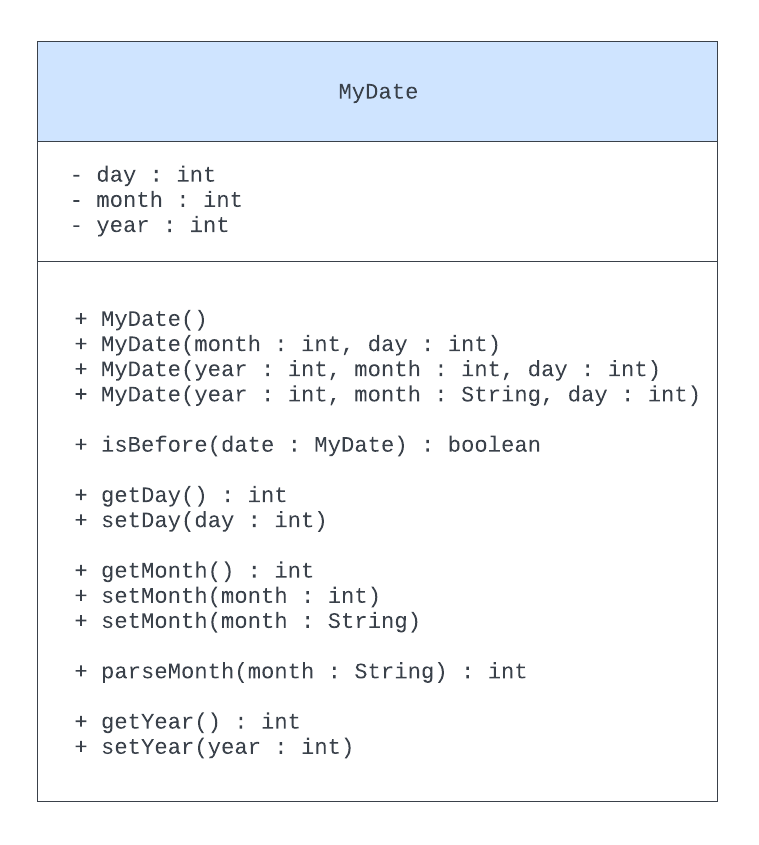 MyDate
- day : int
- month : int
- year : int
+ MyDate()
+ MyDate(month : int, day : int)
+ MyDate(year : int, month : int, day : int)
+ MyDate(year : int, month : String, day : int)
+ isBefore(date : MyDate) : boolean
+ getDay() : int
+ setDay(day : int)
+ getMonth() : int
+ setMonth(month : int)
+ setMonth(month : String)
+ parseMonth(month : String) : int
+ getYear() : int
+ setYear(year : int)